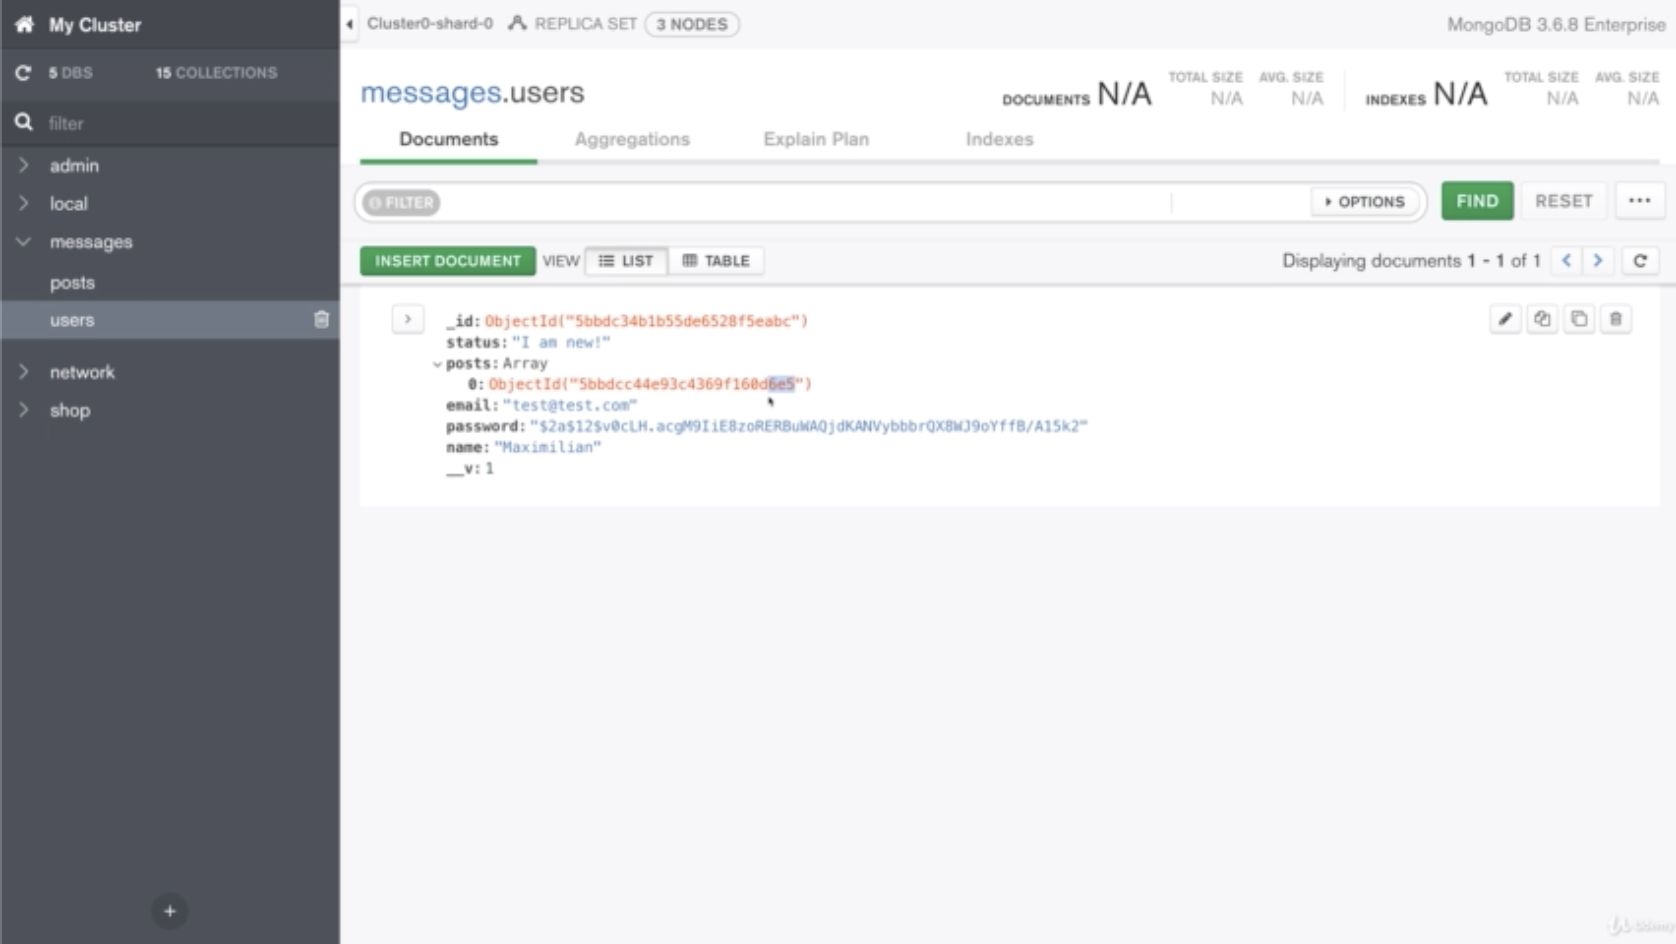 My Cluster
Cluster0-shard-0 REPLICA SET 3 NODES
MongoDB 3.6.8 Enterprise
5 DBS 15 COLLECTIONS
filter
admin
local
messages
posts
users
network
shop
messages.users
DOCUMENTS N/A TOTAL SIZE N/A AVG. SIZE N/A
INDEXES N/A TOTAL SIZE N/A AVG. SIZE N/A
Documents Aggregations Explain Plan Indexes
FILTER OPTIONS FIND RESET ...
INSERT DOCUMENT VIEW LIST TABLE Displaying documents 1 - 1 of 1
_id: ObjectId("5bbdc34b1b55de6528f5eabc")
status: "I am new!"
posts: Array
0: ObjectId("5bbdcc44e93c4369f160d6e5")
email: "test@test.com"
password: "$2a$12$v0cLH.acgM9IiE8zoRERBuWAQjdKANVybbbrQX8WJ9oYffB/A15k2"
name: "Maximilian"
__v: 1
Udemy